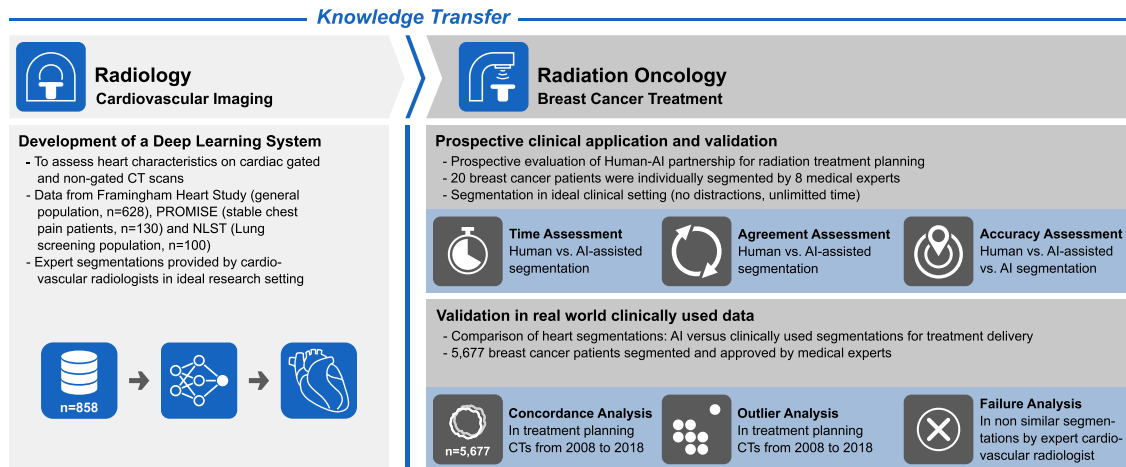 Knowledge Transfer
Radiology
Cardiovascular Imaging
Development of a Deep Learning System
- To assess heart characteristics on cardiac gated
and non-gated CT scans
- Data from Framingham Heart Study (general
population, n=628), PROMISE (stable chest
pain patients, n=130) and NLST (Lung
screening population, n=100)
- Expert segmentations provided by cardio-
vascular radiologists in ideal research setting
n=858
Radiation Oncology
Breast Cancer Treatment
Prospective clinical application and validation
- Prospective evaluation of Human-AI partnership for radiation treatment planning
- 20 breast cancer patients were individually segmented by 8 medical experts
- Segmentation in ideal clinical setting (no distractions, unlimitted time)
Time Assessment
Human vs. AI-assisted
segmentation
Agreement Assessment
Human vs. AI-assisted
segmentation
Accuracy Assessment
Human vs. AI-assisted
vs. AI segmentation
Validation in real world clinically used data
- Comparison of heart segmentations: AI versus clinically used segmentations for treatment delivery
- 5,677 breast cancer patients segmented and approved by medical experts
n=5,677
Concordance Analysis
In treatment planning
CTs from 2008 to 2018
Outlier Analysis
In treatment planning
CTs from 2008 to 2018
Failure Analysis
In non similar segmen-
tations by expert cardio-
vascular radiologist